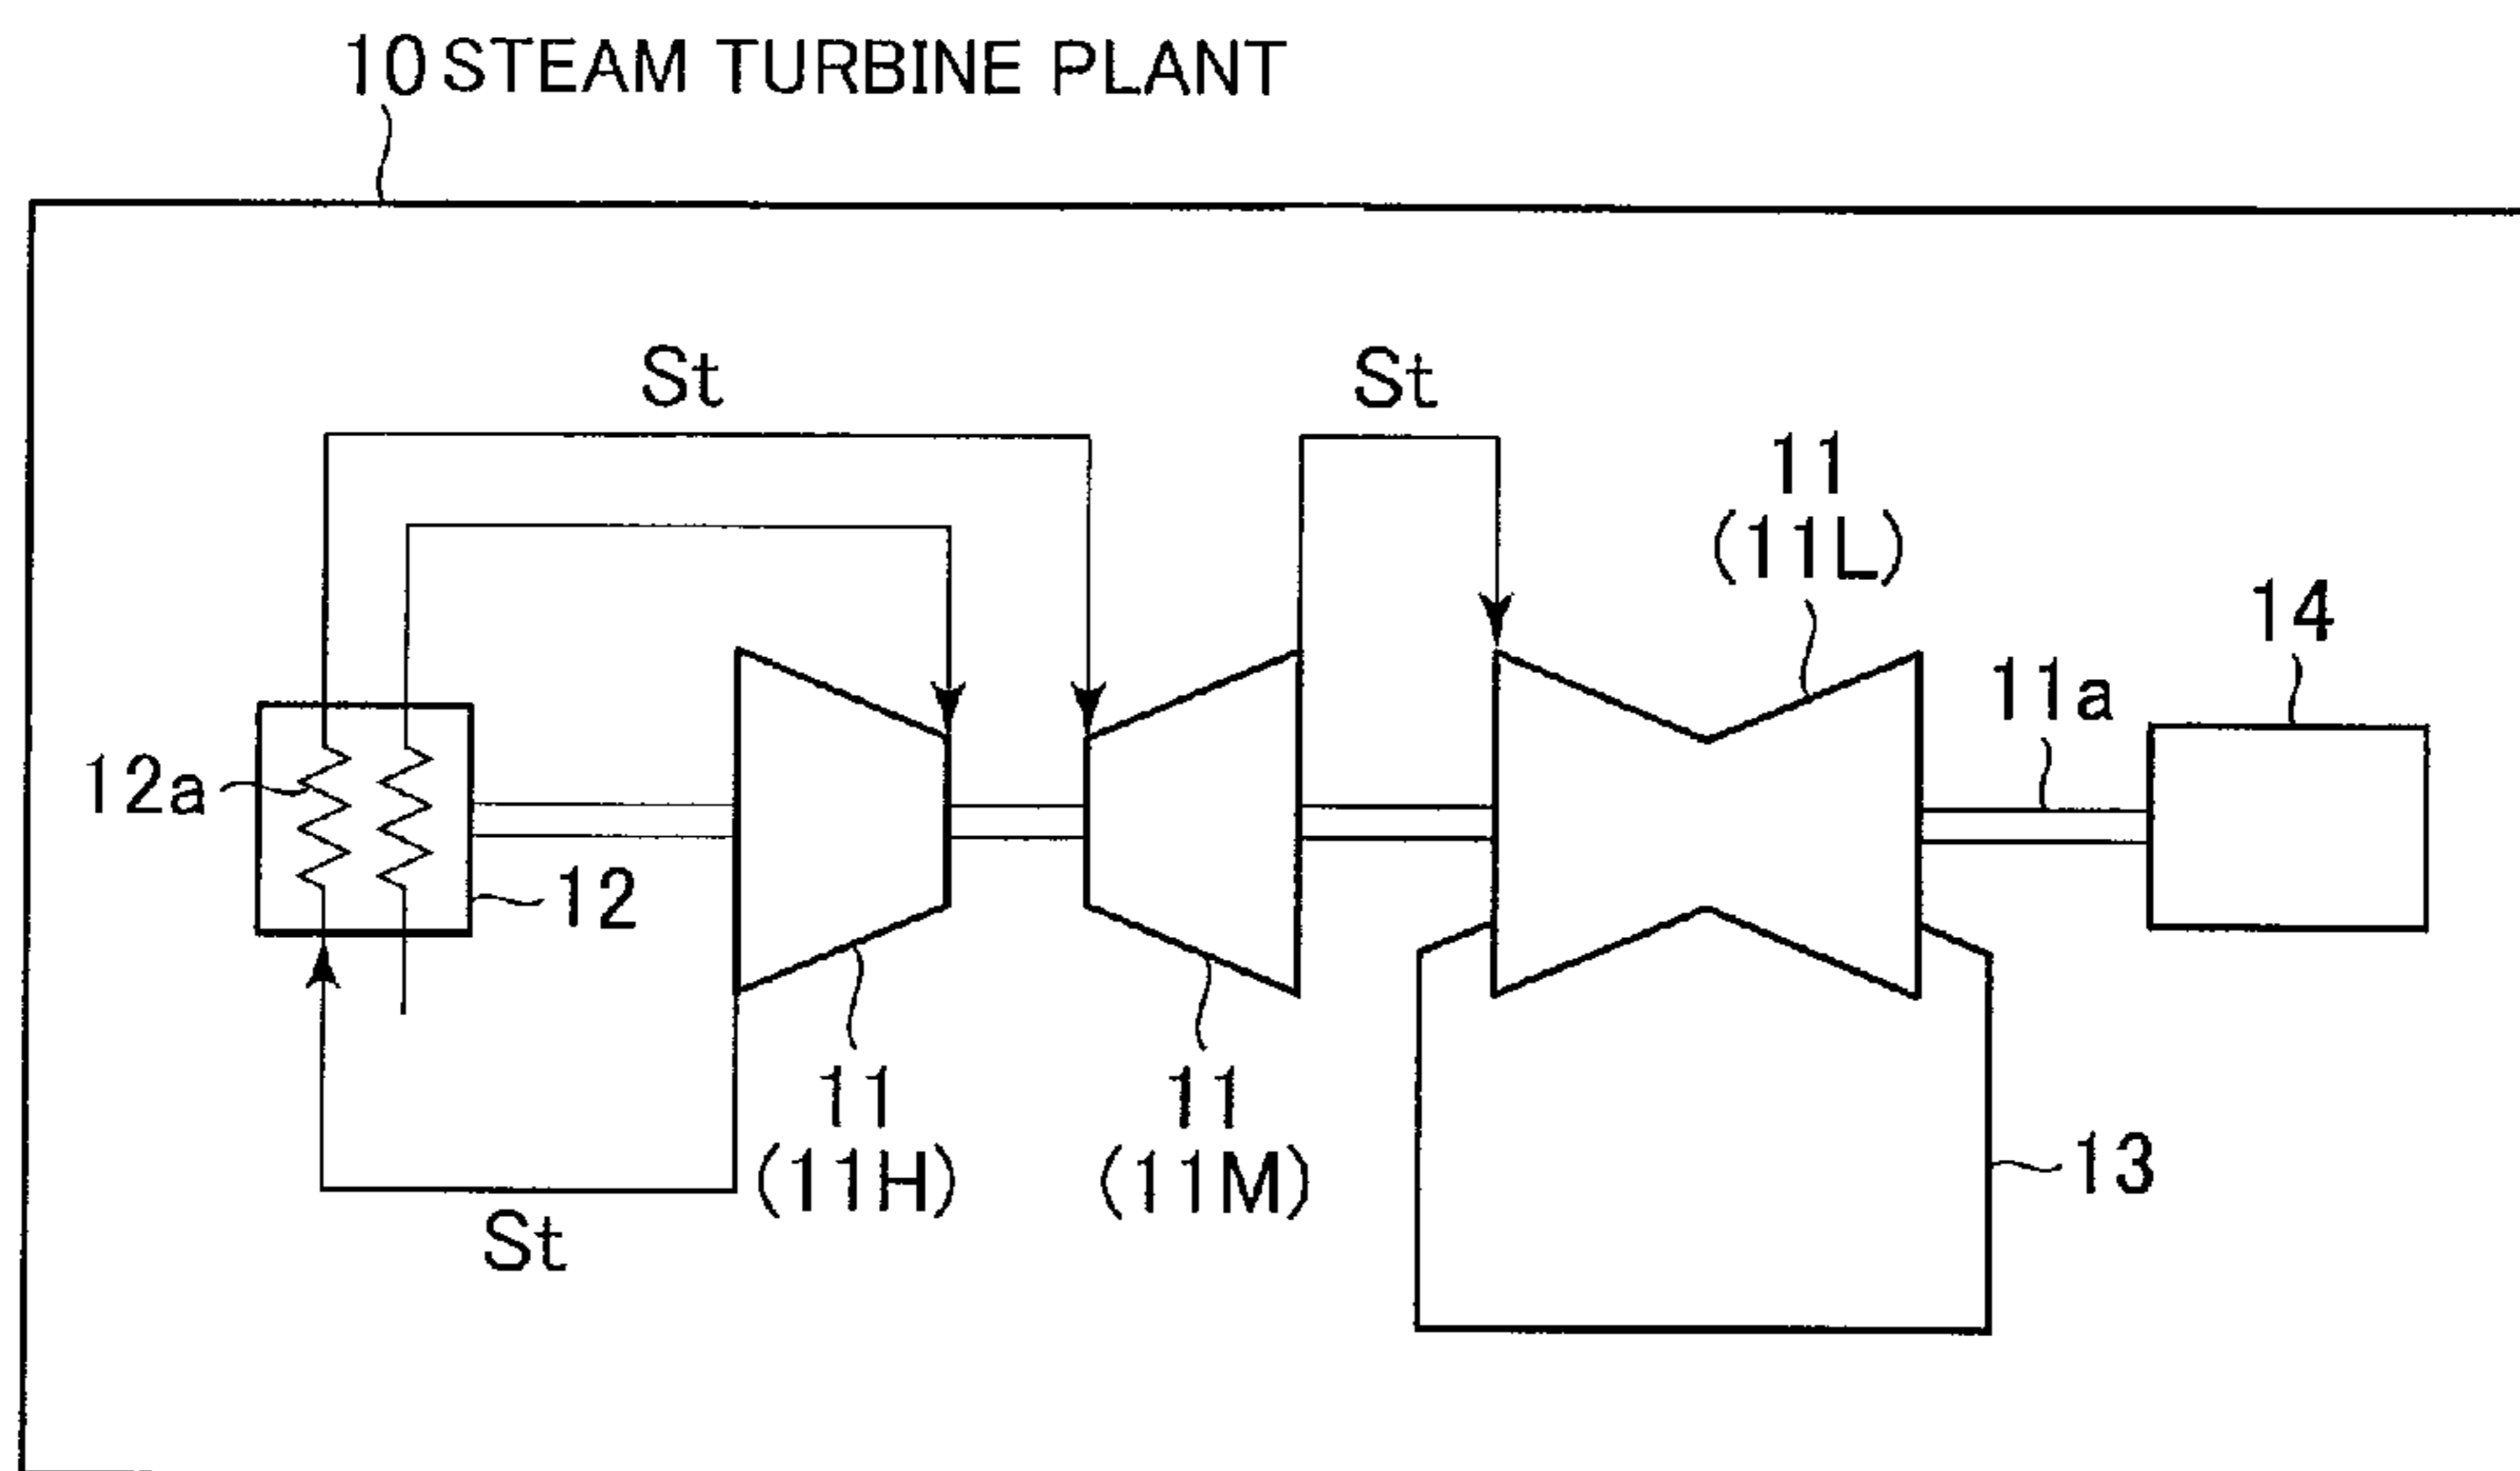 10 STEAM TURBINE PLANT
St
St
11
(11L)
14
11a
12a
12
11
(11H)
11
(11M)
13
St